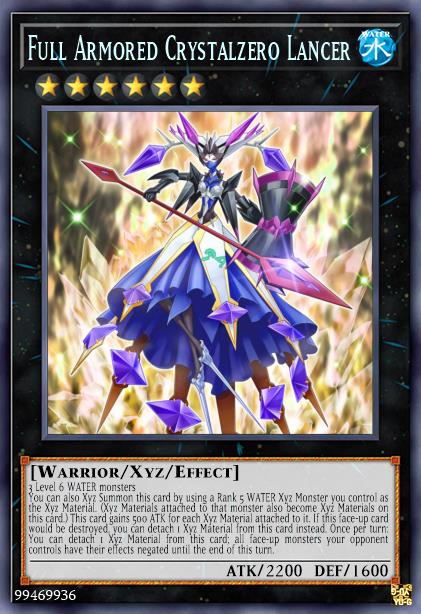 FULL ARMORED CRYSTALZERO LANCER
WATER
水
[WARRIOR/XYZ/EFFECT]
3 Level 6 WATER monsters
You can also Xyz Summon this card by using a Rank 5 WATER Xyz Monster you control as
the Xyz Material. (Xyz Materials attached to that monster also become Xyz Materials on
this card.) This card gains 500 ATK for each Xyz Material attached to it. If this face-up card
would be destroyed, you can detach 1 Xyz Material from this card instead. Once per turn:
You can detach 1 Xyz Material from this card; all face-up monsters your opponent
controls have their effects negated until the end of this turn.
ATK/2200 DEF/1600
99469936